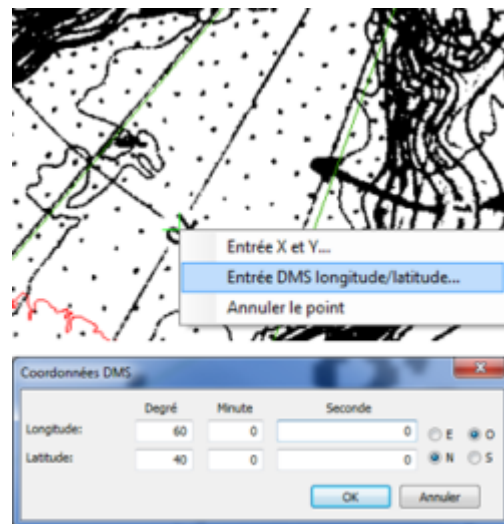 Entrée X et Y...
Entrée DMS longitude/latitude...
Annuler le point
Coordonnées DMS
Degré Minute Seconde
Longitude: 60 0 0 E O
Latitude: 40 0 0 N S
OK Annuler